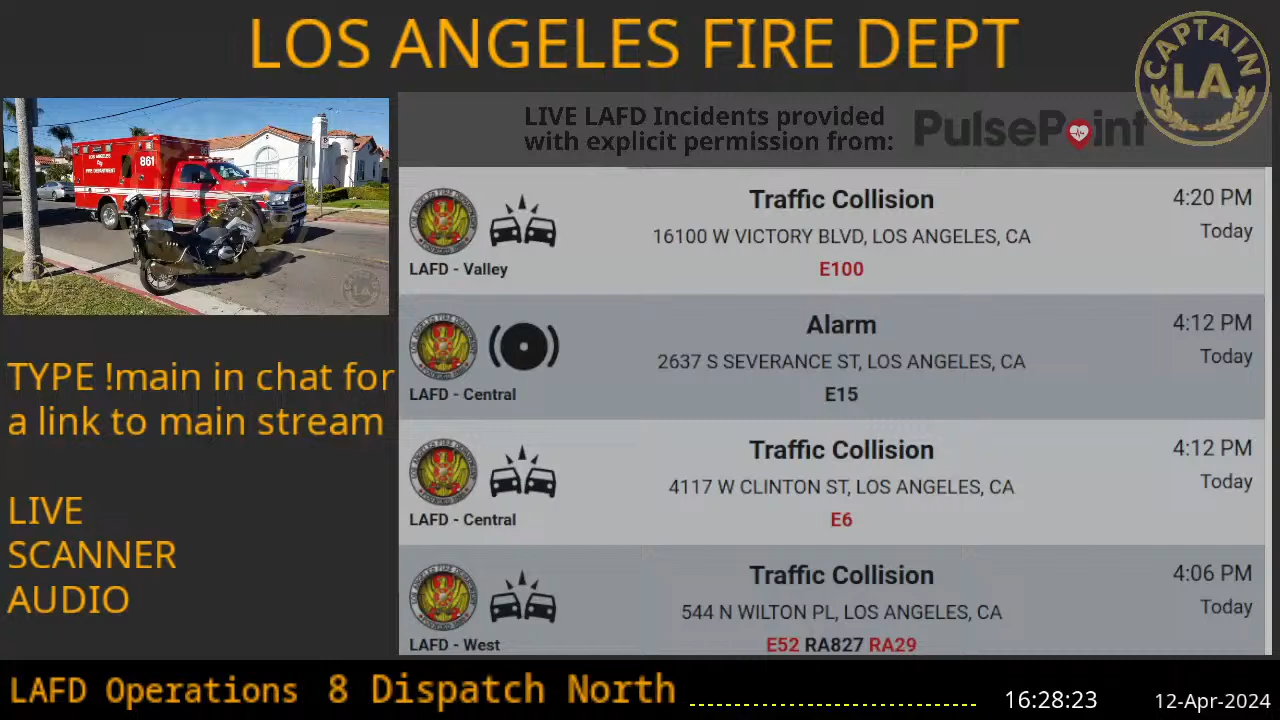 LOS ANGELES FIRE DEPT
CAPTAIN
LA
LIVE LAFD Incidents provided
with explicit permission from:
PulsePoint
LOS ANGELES
FIRE DEPARTMENT
861
Traffic Collision
4:20 PM
16100 W VICTORY BLVD, LOS ANGELES, CA
Today
LAFD - Valley
E100
Alarm
4:12 PM
2637 S SEVERANCE ST, LOS ANGELES, CA
Today
LAFD - Central
E15
Traffic Collision
4:12 PM
4117 W CLINTON ST, LOS ANGELES, CA
Today
LAFD - Central
E6
Traffic Collision
4:06 PM
544 N WILTON PL, LOS ANGELES, CA
Today
LAFD - West
E52 RA827 RA29
TYPE !main in chat for
a link to main stream
LIVE
SCANNER
AUDIO
LAFD Operations 8 Dispatch North
16:28:23
12-Apr-2024